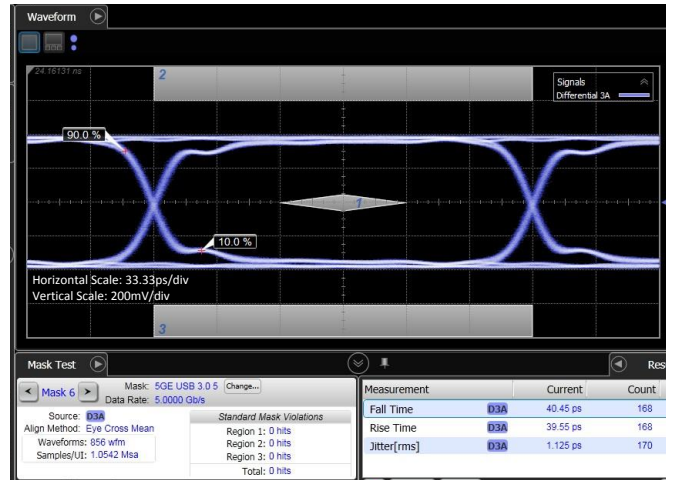 Waveform
24.16131 ns
2
Signals
Differential 3A
90.0 %
1
10.0 %
Horizontal Scale: 33.33ps/div
Vertical Scale: 200mV/div
3
Mask Test
Res
Mask 6
Mask: 5GE USB 3.0 5 Change...
Data Rate: 5.0000 Gb/s
Source: D3A
Align Method: Eye Cross Mean
Waveforms: 856 wfm
Samples/UI: 1.0542 Msa
Standard Mask Violations
Region 1: 0 hits
Region 2: 0 hits
Region 3: 0 hits
Total: 0 hits
Measurement Current Count
Fall Time D3A 40.45 ps 168
Rise Time D3A 39.55 ps 168
Jitter[rms] D3A 1.125 ps 170